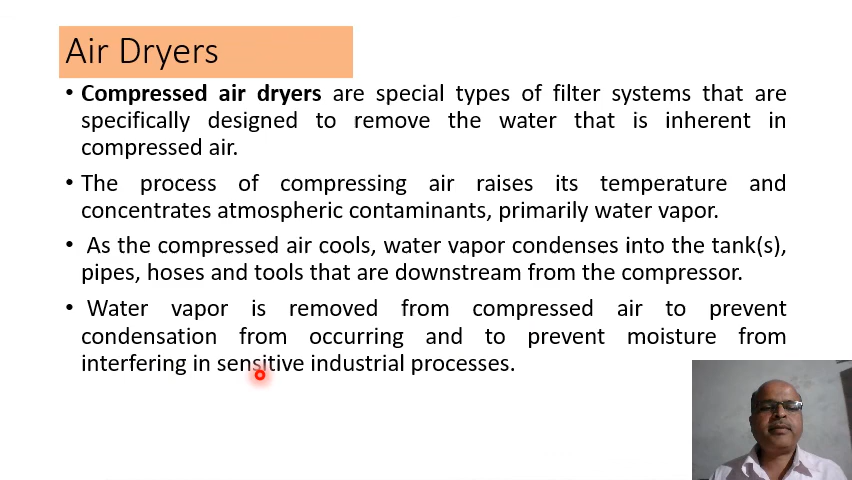 Air Dryers
• Compressed air dryers are special types of filter systems that are
specifically designed to remove the water that is inherent in
compressed air.
• The process of compressing air raises its temperature and
concentrates atmospheric contaminants, primarily water vapor.
• As the compressed air cools, water vapor condenses into the tank(s),
pipes, hoses and tools that are downstream from the compressor.
• Water vapor is removed from compressed air to prevent
condensation from occurring and to prevent moisture from
interfering in sensitive industrial processes.